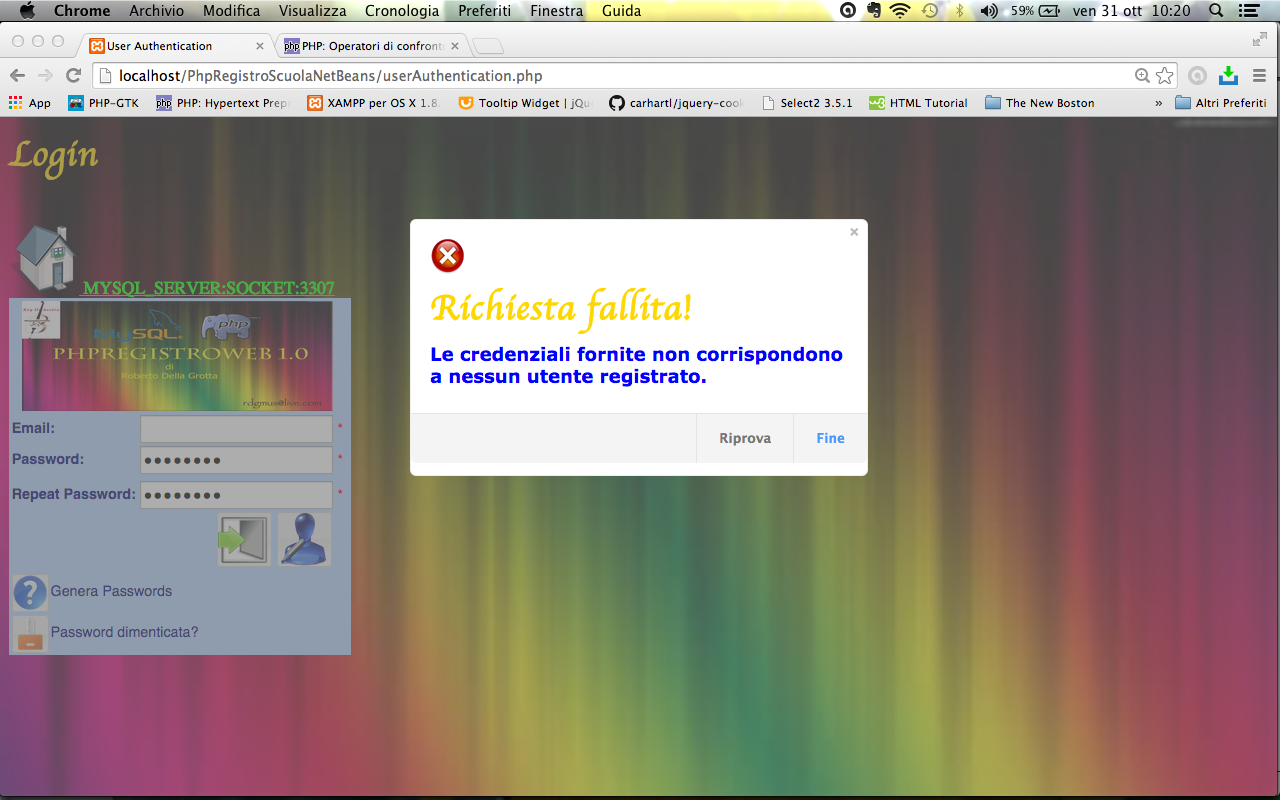 Chrome Archivio Modifica Visualizza Cronologia Preferiti Finestra Guida 59% ven 31 ott 10:20
User Authentication PHP: Operatori di confront
localhost/PhpRegistroScuolaNetBeans/userAuthentication.php
App PHP-GTK PHP: Hypertext Prep XAMPP per OS X 1.8. Tooltip Widget | jQu carhartl/jquery-cook Select2 3.5.1 HTML Tutorial The New Boston » Altri Preferiti
Login
MYSQL_SERVER:SOCKET:3307
MySQL php
PHPREGISTROWEB 1.0
di
Roberto Della Grotta
rdgmus@live.com
Email: *
Password: ●●●●●●●● *
Repeat Password: ●●●●●●●● *
Genera Passwords
Password dimenticata?
Richiesta fallita!
Le credenziali fornite non corrispondono
a nessun utente registrato.
Riprova Fine